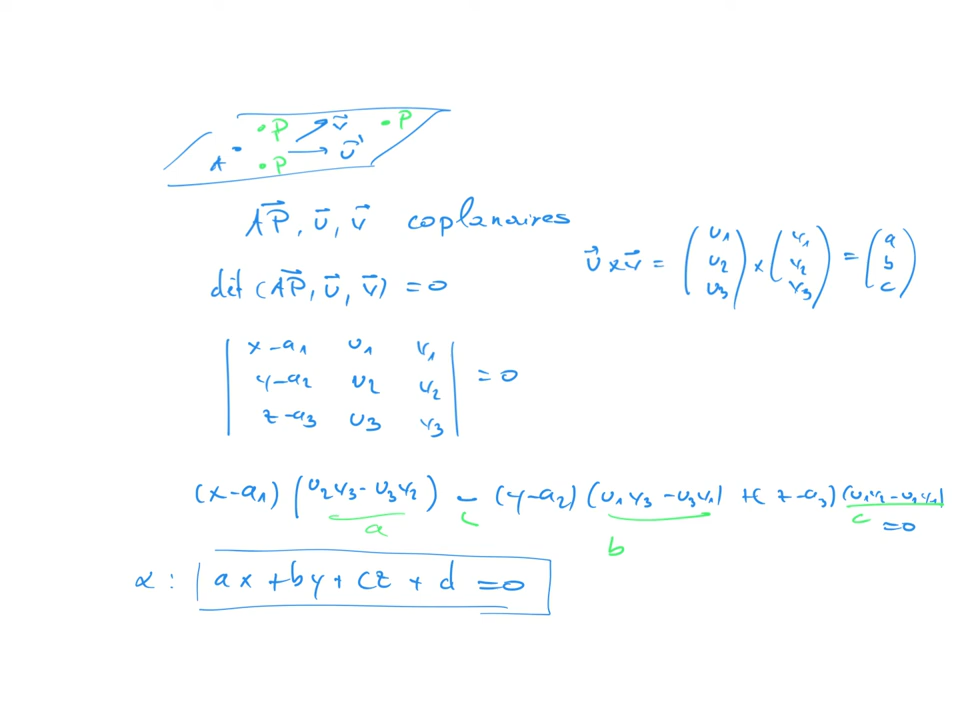 •P v⃗ •P
A • u⃗
•P
AP⃗, u⃗, v⃗ coplanaires
u⃗ × v⃗ = (u1 u2 u3) × (v1 v2 v3) = (a b c)
dét (AP⃗, u⃗, v⃗) = 0
| x-a1 u1 v1 |
| y-a2 u2 v2 | = 0
| z-a3 u3 v3 |
(x-a1) (u2v3 - u3v2) - (y-a2) (u1v3 - u3v1) + (z-a3) (u1v2 - u2v1)
a b c = 0
α : ax + by + cz + d = 0